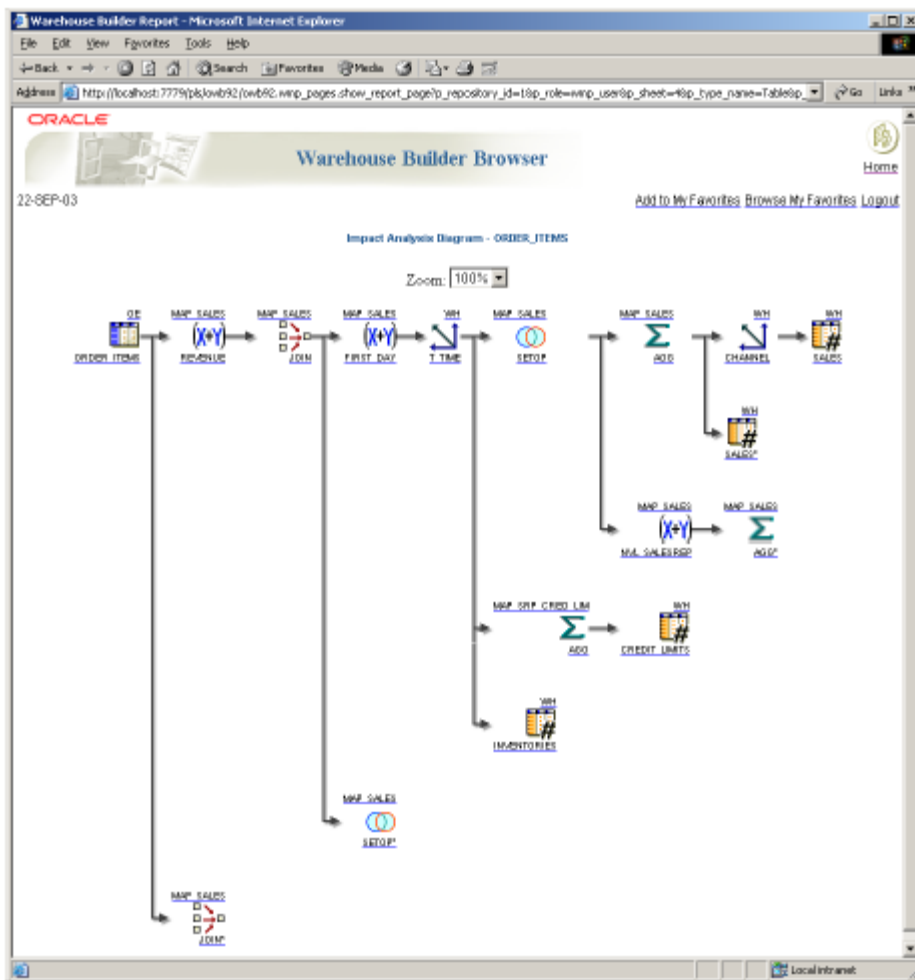 Warehouse Builder Report - Microsoft Internet Explorer
File Edit View Favorites Tools Help
Back Search Favorites Media
Address http://localhost:7779/pls/owb92/owb92.wmp_pages.show_report_page?p_repository_id=1&p_role=wmp_user&p_sheet=4&p_type_name=Table&p_ Go Links »
ORACLE
Warehouse Builder Browser
Home
22-SEP-03
Add to My Favorites Browse My Favorites Logout
Impact Analysis Diagram - ORDER_ITEMS
Zoom: 100%
OE MAP_SALES MAP_SALES MAP_SALES WH MAP_SALES MAP_SALES WH WH
(X+Y) (X+Y) Σ #
ORDER_ITEMS REVENUE JOIN FIRST_DAY T_TIME SETOP AGG CHANNEL SALES
WH
#
SALES*
MAP_SALES MAP_SALES
(X+Y) Σ
NVL_SALESREP AGG*
MAP_SRP_CRED_LIM WH
Σ #
AGG CREDIT_LIMITS
WH
#
INVENTORIES
MAP_SALES
SETOP*
MAP_SALES
JOIN*
Local intranet